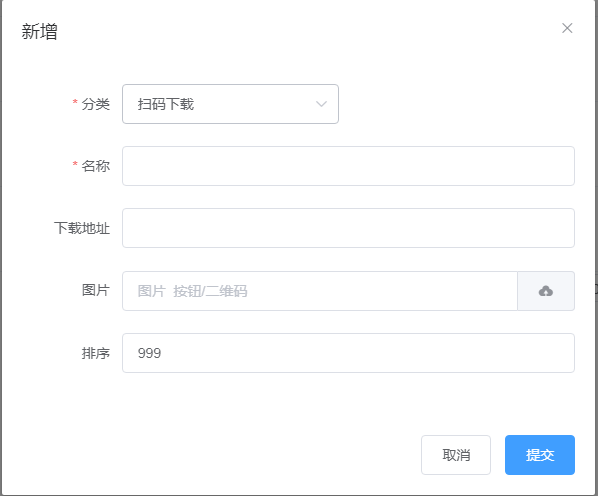 新增
* 分类 扫码下载
* 名称
下载地址
图片 图片 按钮/二维码
排序 999
取消 提交